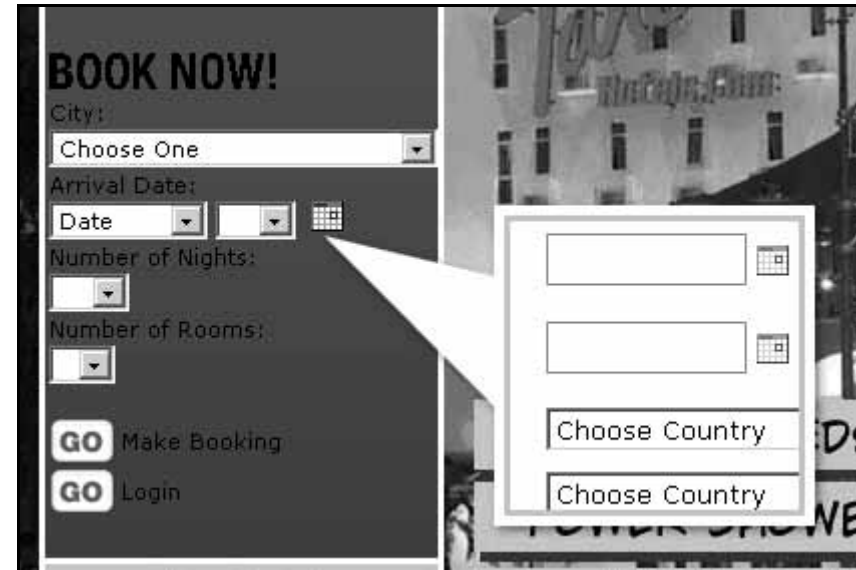 BOOK NOW!
City:
Choose One
Arrival Date:
Date
Number of Nights:
Number of Rooms:
GO Make Booking
GO Login
Choose Country
Choose Country